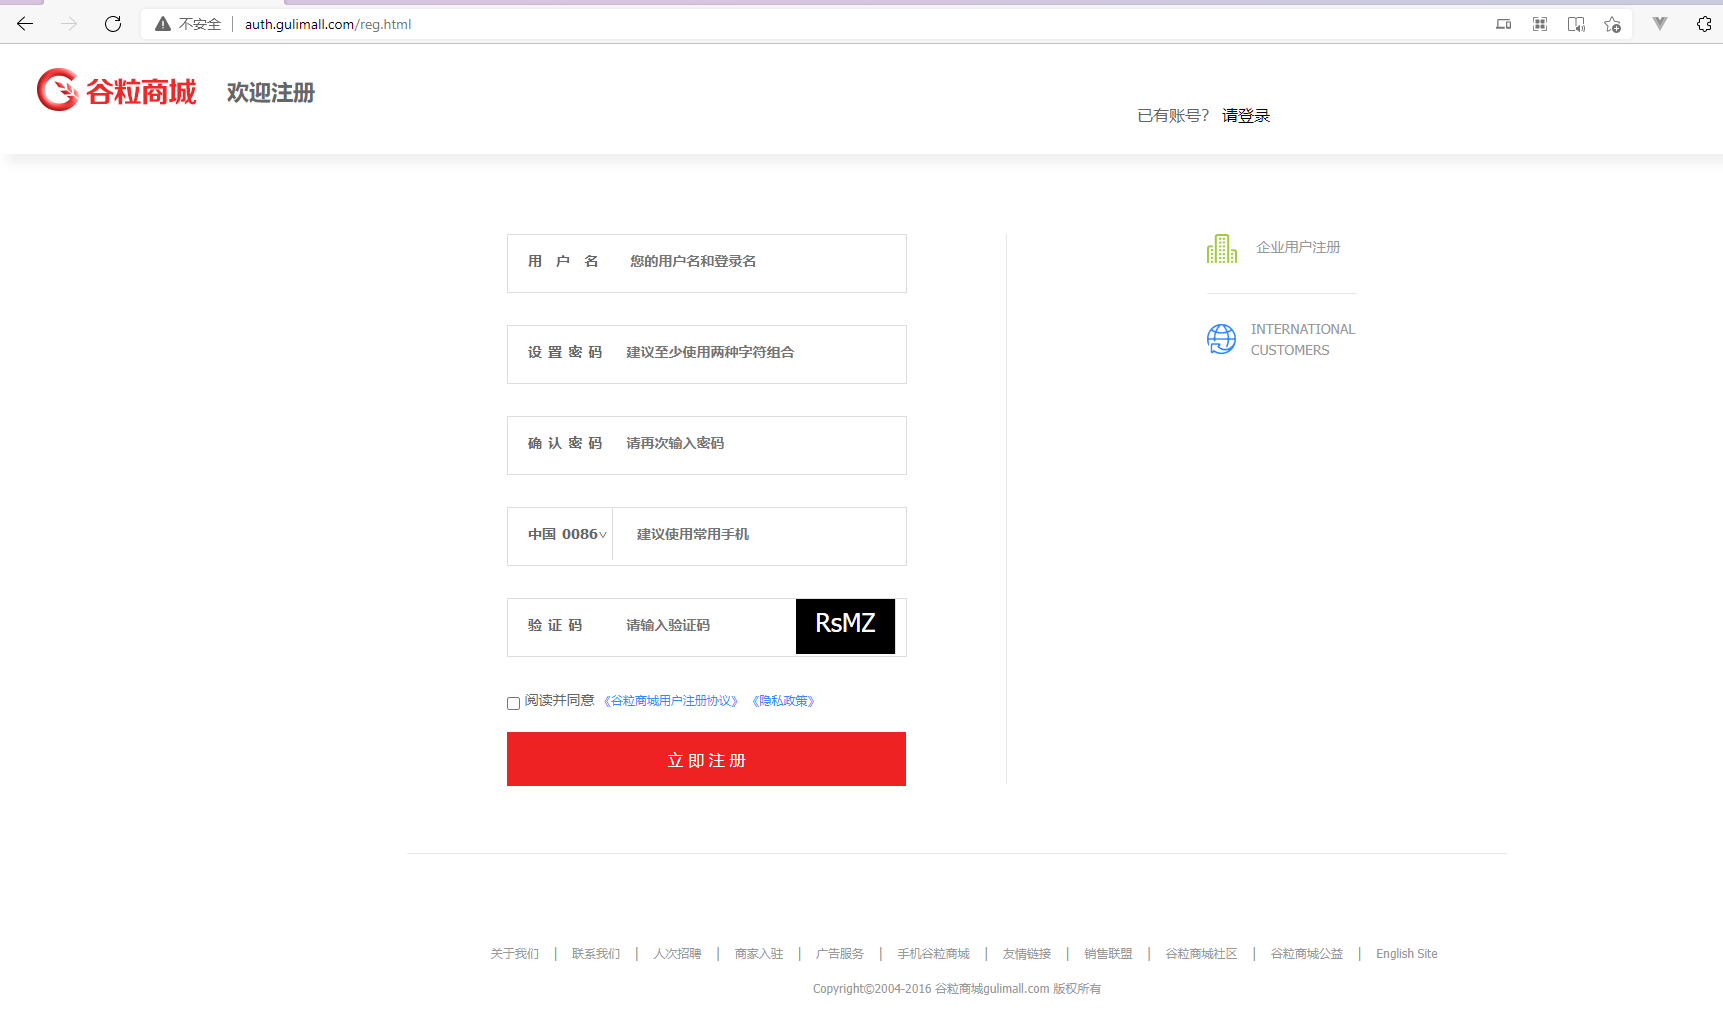 不安全 auth.gulimall.com/reg.html
谷粒商城 欢迎注册
已有账号? 请登录
用 户 名 您的用户名和登录名
企业用户注册
INTERNATIONAL
CUSTOMERS
设 置 密 码 建议至少使用两种字符组合
确 认 密 码 请再次输入密码
中国 0086 建议使用常用手机
验 证 码 请输入验证码 RsMZ
阅读并同意 《谷粒商城用户注册协议》 《隐私政策》
立 即 注 册
关于我们 | 联系我们 | 人次招聘 | 商家入驻 | 广告服务 | 手机谷粒商城 | 友情链接 | 销售联盟 | 谷粒商城社区 | 谷粒商城公益 | English Site
Copyright©2004-2016 谷粒商城gulimall.com 版权所有